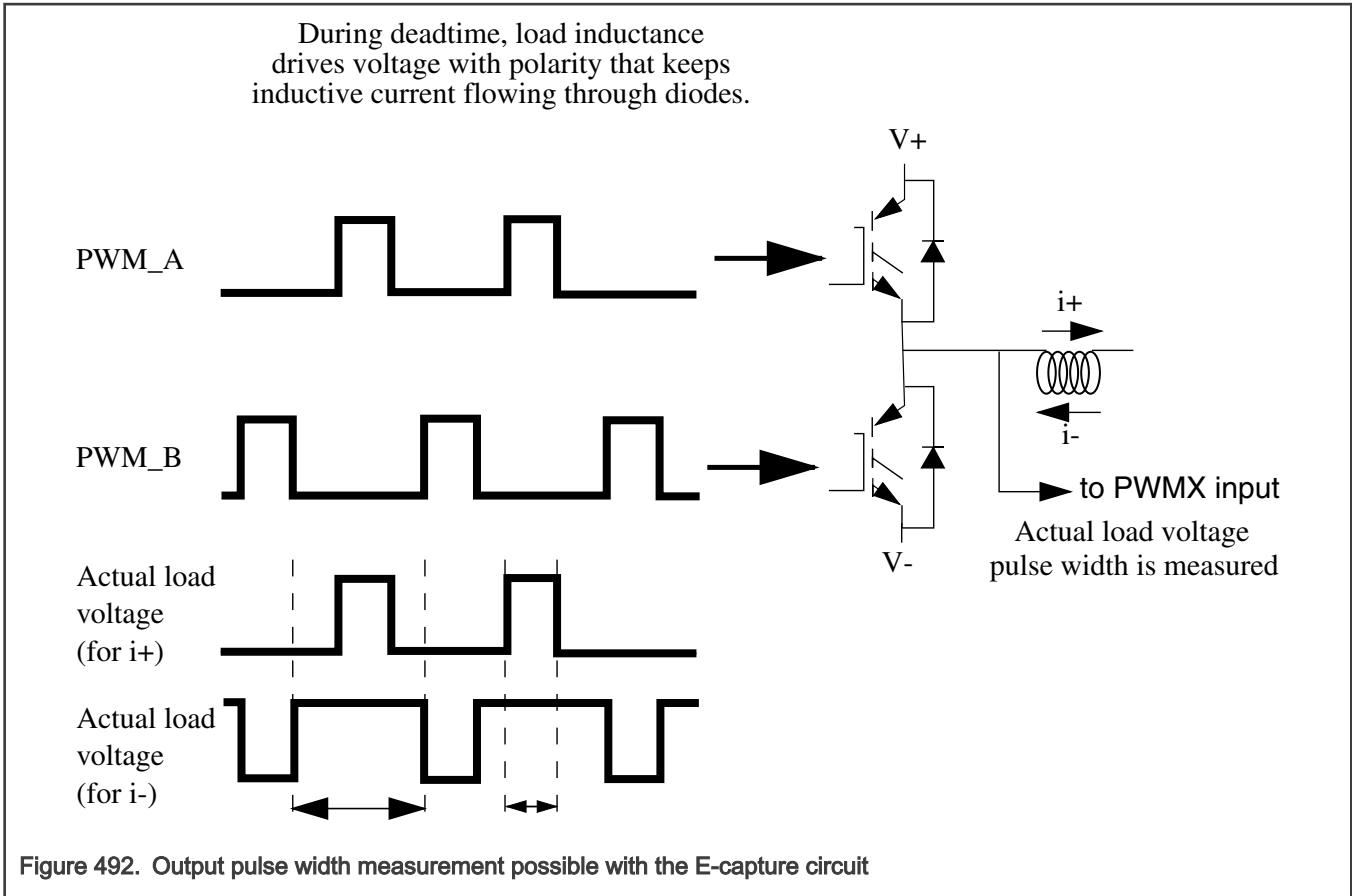 During deadtime, load inductance
drives voltage with polarity that keeps
inductive current flowing through diodes.
V+
PWM_A
i+
PWM_B
i-
to PWMX input
Actual load voltage
pulse width is measured
V-
Actual load
voltage
(for i+)
Actual load
voltage
(for i-)
Figure 492. Output pulse width measurement possible with the E-capture circuit